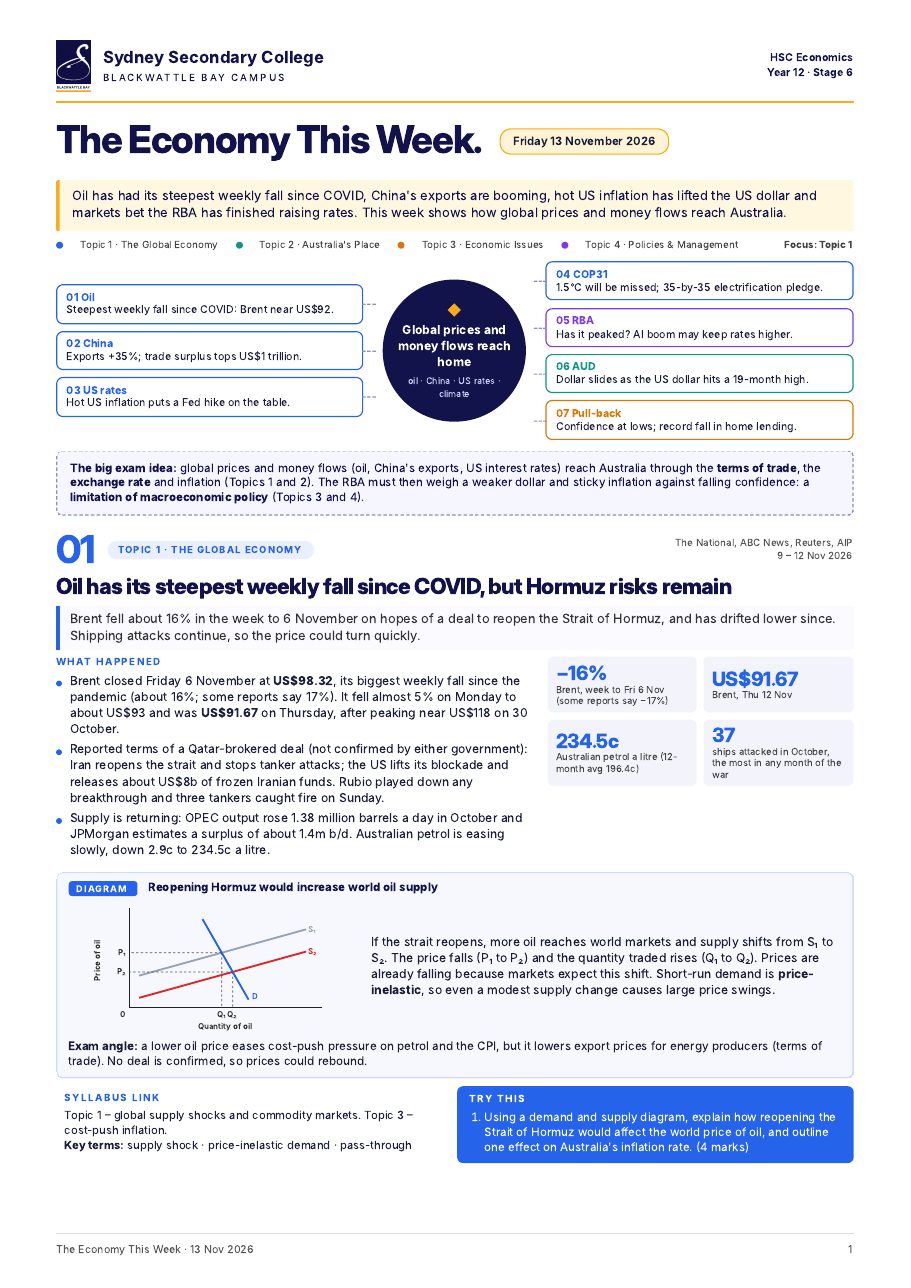 BLACKWATTLE BAY
Sydney Secondary College
BLACKWATTLE BAY CAMPUS
HSC Economics
Year 12 · Stage 6
The Economy This Week.
Friday 13 November 2026
Oil has had its steepest weekly fall since COVID, China's exports are booming, hot US inflation has lifted the US dollar and
markets bet the RBA has finished raising rates. This week shows how global prices and money flows reach Australia.
Topic 1 · The Global Economy
Topic 2 · Australia's Place
Topic 3 · Economic Issues
Topic 4 · Policies & Management
Focus: Topic 1
01 Oil
Steepest weekly fall since COVID: Brent near US$92.
02 China
Exports +35%; trade surplus tops US$1 trillion.
03 US rates
Hot US inflation puts a Fed hike on the table.
Global prices and
money flows reach
home
oil · China · US rates ·
climate
04 COP31
1.5°C will be missed; 35-by-35 electrification pledge.
05 RBA
Has it peaked? AI boom may keep rates higher.
06 AUD
Dollar slides as the US dollar hits a 19-month high.
07 Pull-back
Confidence at lows; record fall in home lending.
The big exam idea: global prices and money flows (oil, China's exports, US interest rates) reach Australia through the terms of trade, the
exchange rate and inflation (Topics 1 and 2). The RBA must then weigh a weaker dollar and sticky inflation against falling confidence: a
limitation of macroeconomic policy (Topics 3 and 4).
01
TOPIC 1 · THE GLOBAL ECONOMY
The National, ABC News, Reuters, AIP
9 – 12 Nov 2026
Oil has its steepest weekly fall since COVID, but Hormuz risks remain
Brent fell about 16% in the week to 6 November on hopes of a deal to reopen the Strait of Hormuz, and has drifted lower since.
Shipping attacks continue, so the price could turn quickly.
WHAT HAPPENED
Brent closed Friday 6 November at US$98.32, its biggest weekly fall since the
pandemic (about 16%; some reports say 17%). It fell almost 5% on Monday to
about US$93 and was US$91.67 on Thursday, after peaking near US$118 on 30
October.
Reported terms of a Qatar-brokered deal (not confirmed by either government):
Iran reopens the strait and stops tanker attacks; the US lifts its blockade and
releases about US$8b of frozen Iranian funds. Rubio played down any
breakthrough and three tankers caught fire on Sunday.
Supply is returning: OPEC output rose 1.38 million barrels a day in October and
JPMorgan estimates a surplus of about 1.4m b/d. Australian petrol is easing
slowly, down 2.9c to 234.5c a litre.
−16%
Brent, week to Fri 6 Nov
(some reports say −17%)
US$91.67
Brent, Thu 12 Nov
234.5c
Australian petrol a litre (12-
month avg 196.4c)
37
ships attacked in October,
the most in any month of the
war
DIAGRAM
Reopening Hormuz would increase world oil supply
Price of oil
P₁
P₂
S₁
S₂
D
0
Q₁ Q₂
Quantity of oil
If the strait reopens, more oil reaches world markets and supply shifts from S₁ to
S₂. The price falls (P₁ to P₂) and the quantity traded rises (Q₁ to Q₂). Prices are
already falling because markets expect this shift. Short-run demand is price-
inelastic, so even a modest supply change causes large price swings.
Exam angle: a lower oil price eases cost-push pressure on petrol and the CPI, but it lowers export prices for energy producers (terms of
trade). No deal is confirmed, so prices could rebound.
SYLLABUS LINK
Topic 1 – global supply shocks and commodity markets. Topic 3 –
cost-push inflation.
Key terms: supply shock · price-inelastic demand · pass-through
TRY THIS
1. Using a demand and supply diagram, explain how reopening the
Strait of Hormuz would affect the world price of oil, and outline
one effect on Australia's inflation rate. (4 marks)
The Economy This Week · 13 Nov 2026
1